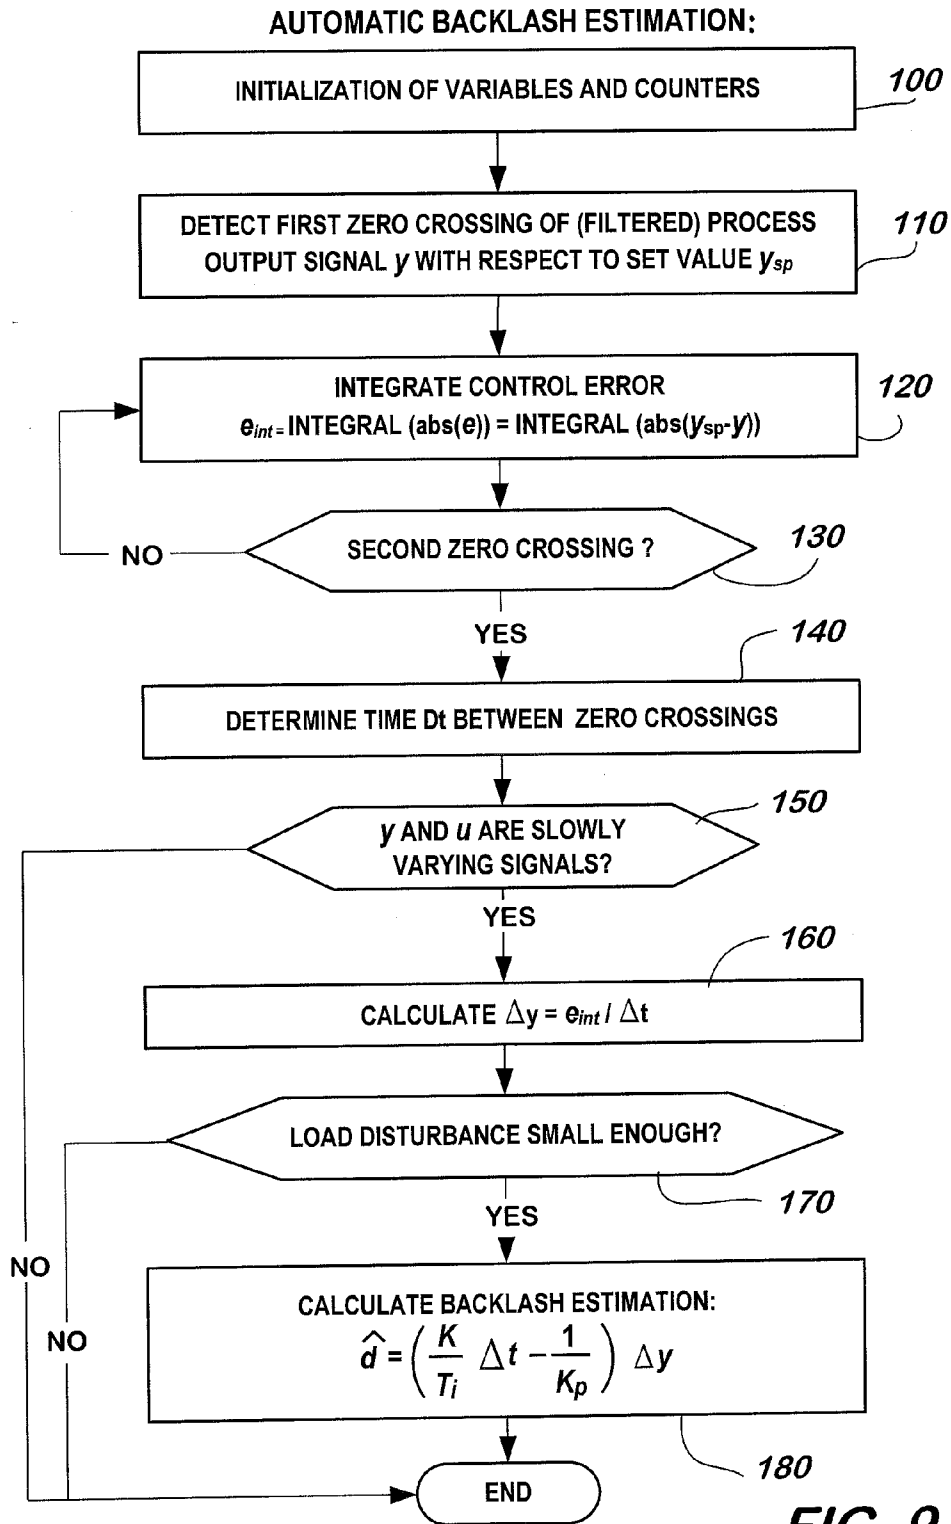 AUTOMATIC BACKLASH ESTIMATION:
INITIALIZATION OF VARIABLES AND COUNTERS
100
DETECT FIRST ZERO CROSSING OF (FILTERED) PROCESS
OUTPUT SIGNAL y WITH RESPECT TO SET VALUE ysp
110
INTEGRATE CONTROL ERROR
eint = INTEGRAL (abs(e)) = INTEGRAL (abs(ysp-y))
120
SECOND ZERO CROSSING ?
130
NO
YES
140
DETERMINE TIME Dt BETWEEN ZERO CROSSINGS
150
y AND u ARE SLOWLY
VARYING SIGNALS?
YES
160
CALCULATE Δy = eint / Δt
LOAD DISTURBANCE SMALL ENOUGH?
170
YES
NO
NO
CALCULATE BACKLASH ESTIMATION:
d̂ = ( K/Ti Δt – 1/Kp ) Δy
180
END
FIG. 9